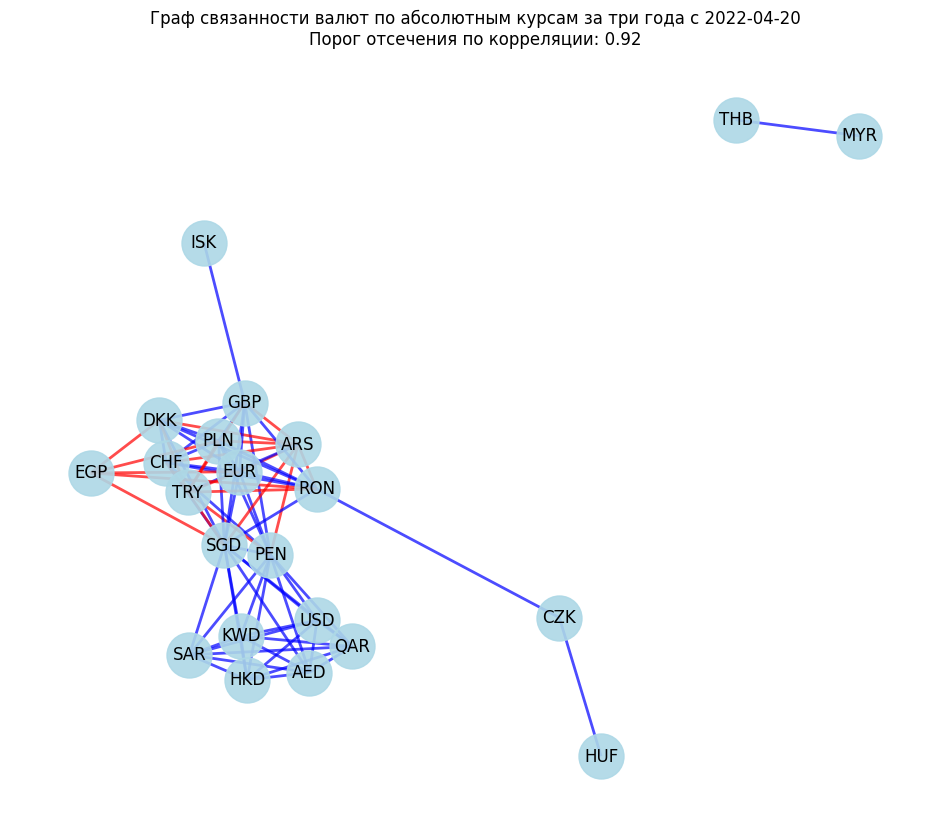 Граф связанности валют по абсолютным курсам за три года с 2022-04-20
Порог отсечения по корреляции: 0.92
THB
MYR
ISK
GBP
DKK
PLN
ARS
CHF
EUR
EGP
TRY
RON
SGD
PEN
CZK
USD
KWD
QAR
SAR
AED
HKD
HUF